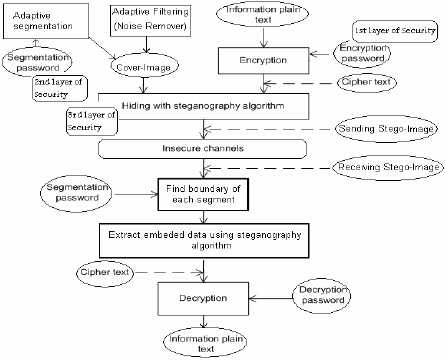 Adaptive
segmentation
Adaptive Filtering
(Noise Remover)
Information plain
text
1st layer of Security
Segmentation
password
2nd layer of
Security
Cover-Image
Encryption
Encryption
password
Cipher text
3rd layer of
Security
Hiding with steganography algorithm
Sending Stego-Image
Insecure channels
Receiving Stego-Image
Segmentation
password
Find boundary of
each segment
Extract embeded data using steganography
algorithm
Cipher text
Decryption
Decryption
password
Information plain
text